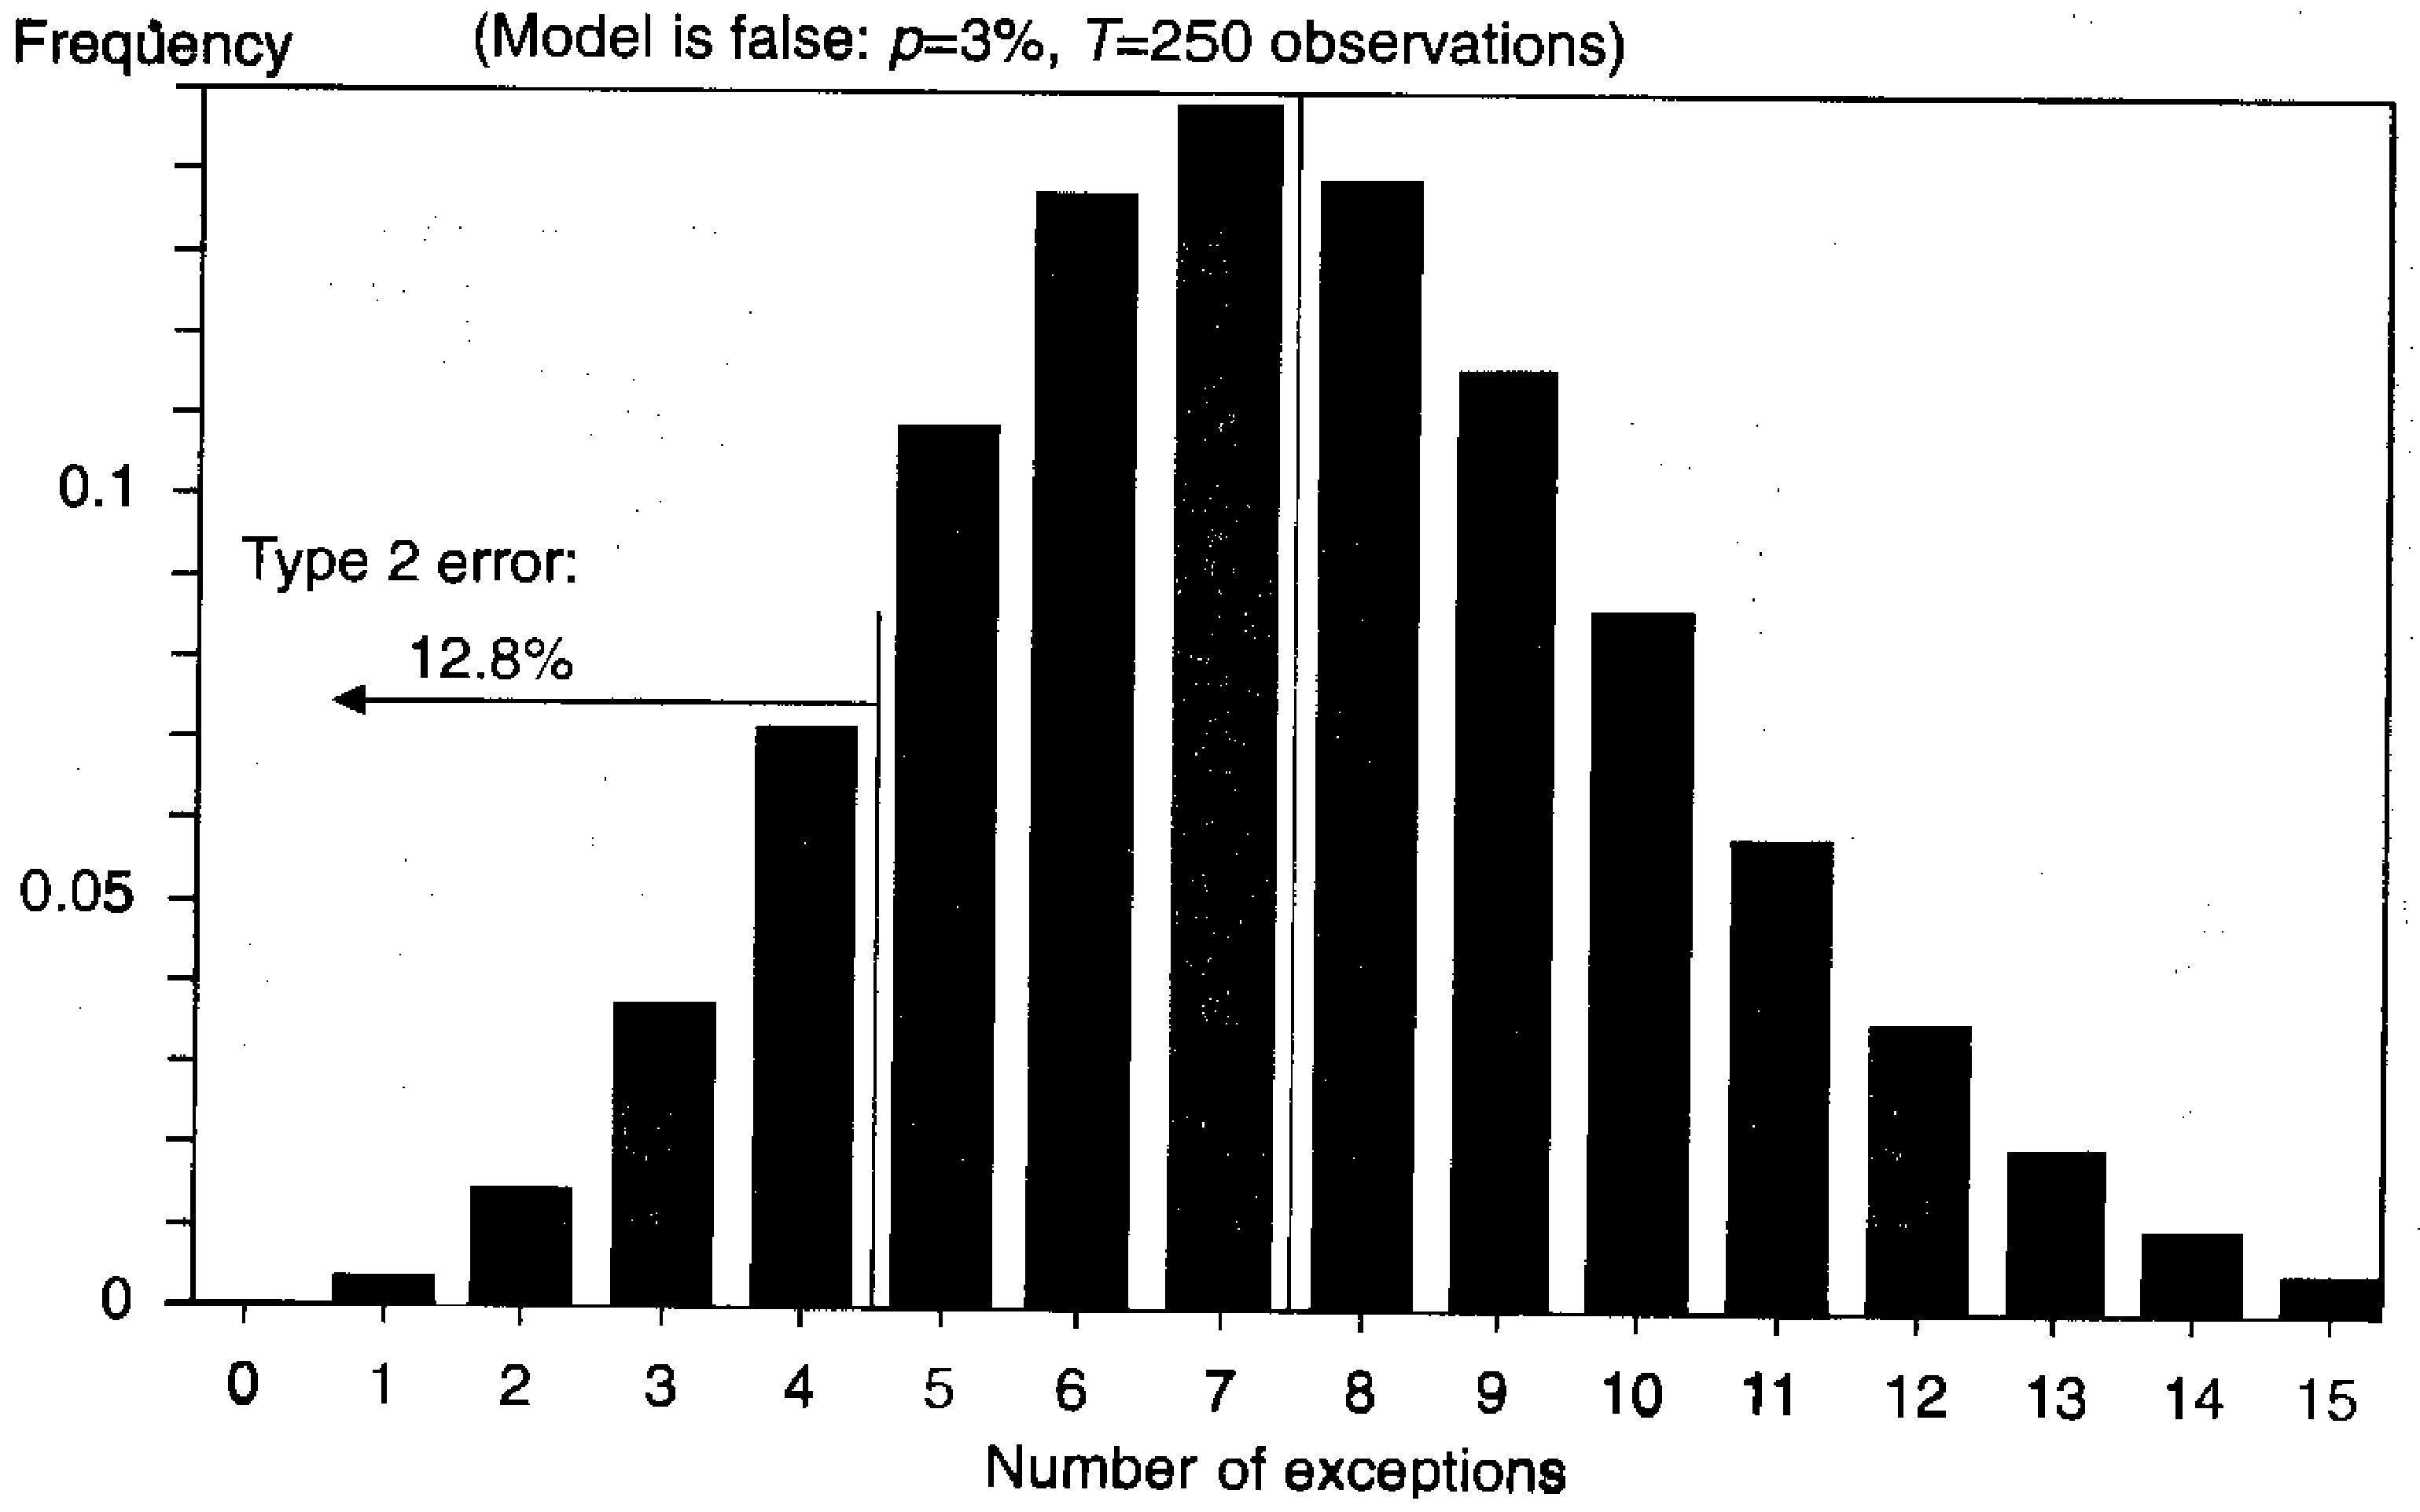 Frequency (Model is false: p=3%, T=250 observations)
0.1
Type 2 error:
12.8%
0.05
0
0 1 2 3 4 5 6 7 8 9 10 11 12 13 14 15
Number of exceptions